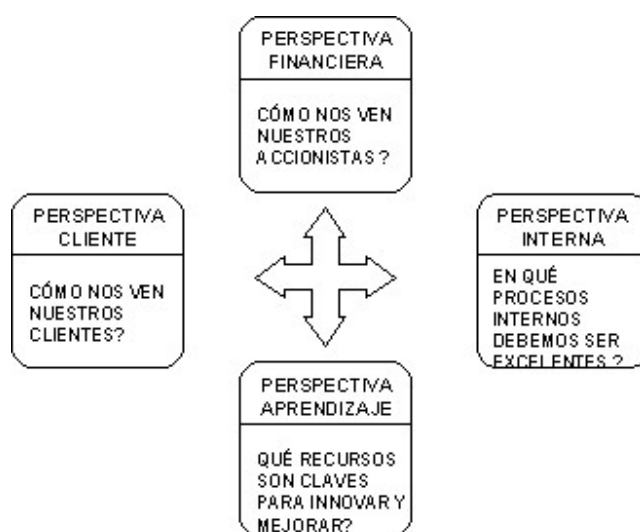 PERSPECTIVA
FINANCIERA
CÓMO NOS VEN
NUESTROS
ACCIONISTAS ?
PERSPECTIVA
CLIENTE
CÓMO NOS VEN
NUESTROS
CLIENTES?
PERSPECTIVA
INTERNA
EN QUÉ
PROCESOS
INTERNOS
DEBEMOS SER
EXCELENTES ?
PERSPECTIVA
APRENDIZAJE
QUÉ RECURSOS
SON CLAVES
PARA INNOVAR Y
MEJORAR?